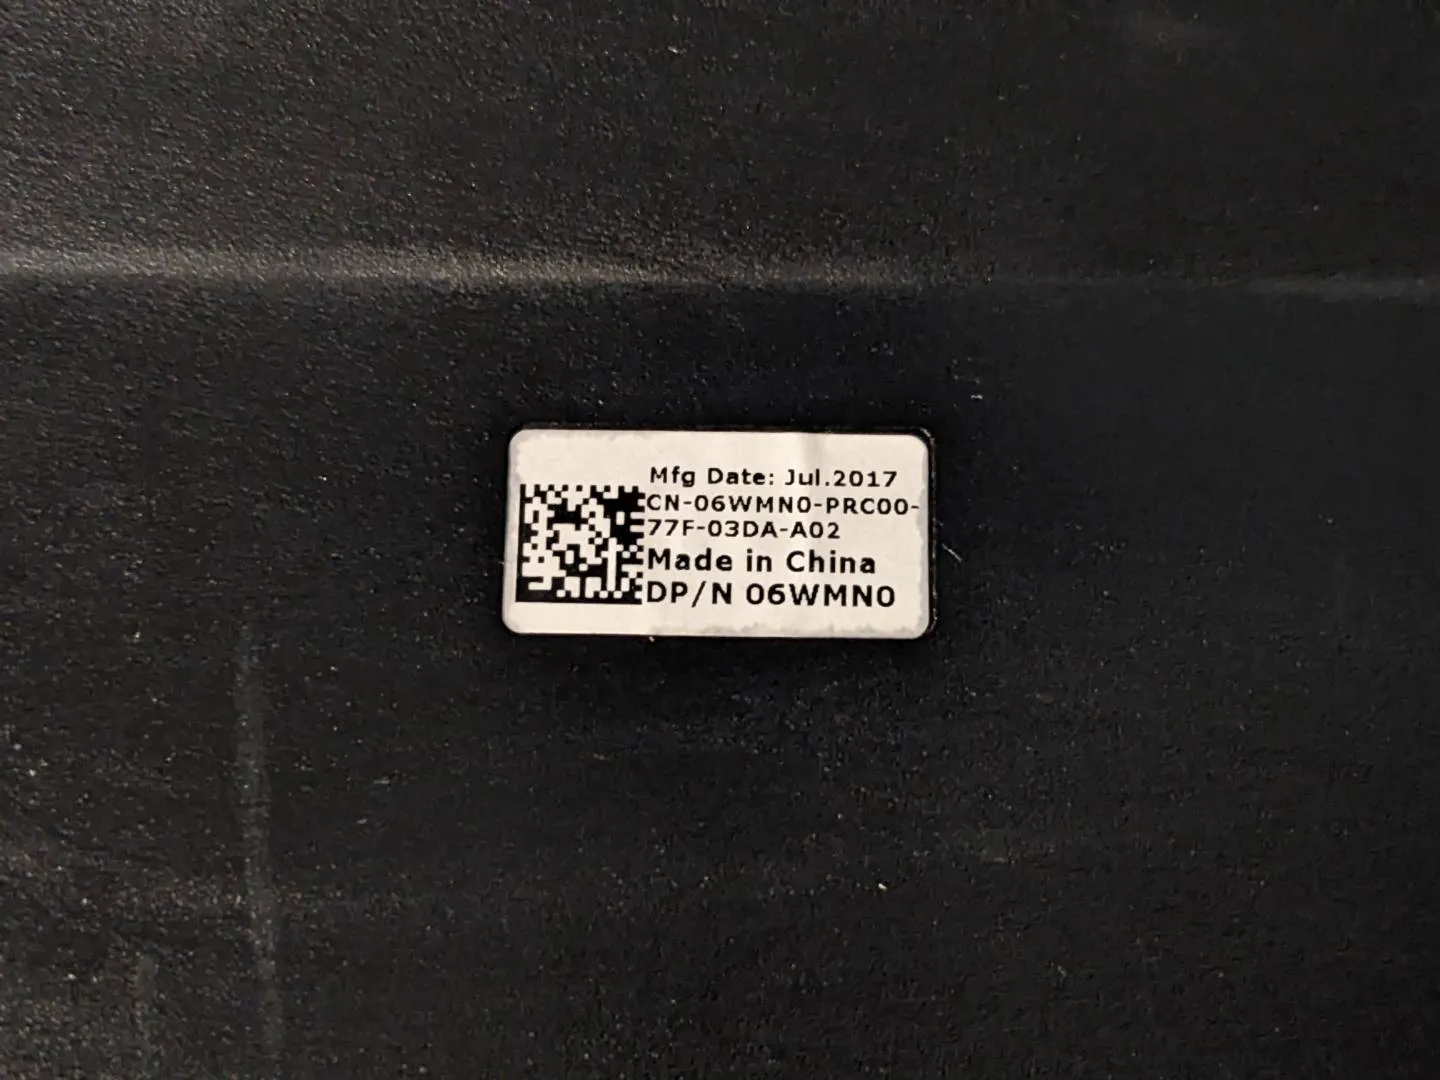 Mfg Date: Jul.2017
CN-06WMN0-PRC00-
77F-03DA-A02
Made in China
DP/N 06WMN0